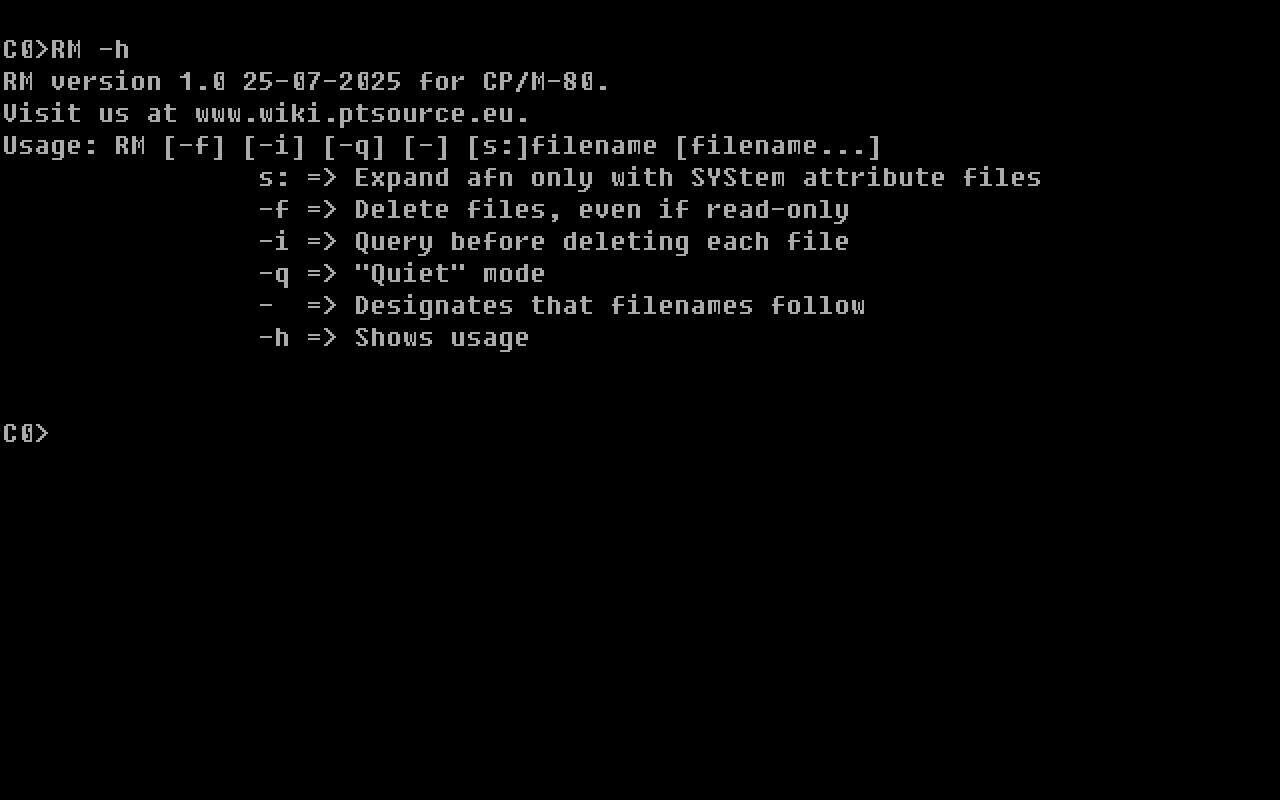 C0>RM -h
RM version 1.0 25-07-2025 for CP/M-80.
Visit us at www.wiki.ptsource.eu.
Usage: RM [-f] [-i] [-q] [-] [s:]filename [filename...]
                s: => Expand afn only with SYStem attribute files
                -f => Delete files, even if read-only
                -i => Query before deleting each file
                -q => "Quiet" mode
                -  => Designates that filenames follow
                -h => Shows usage
C0>